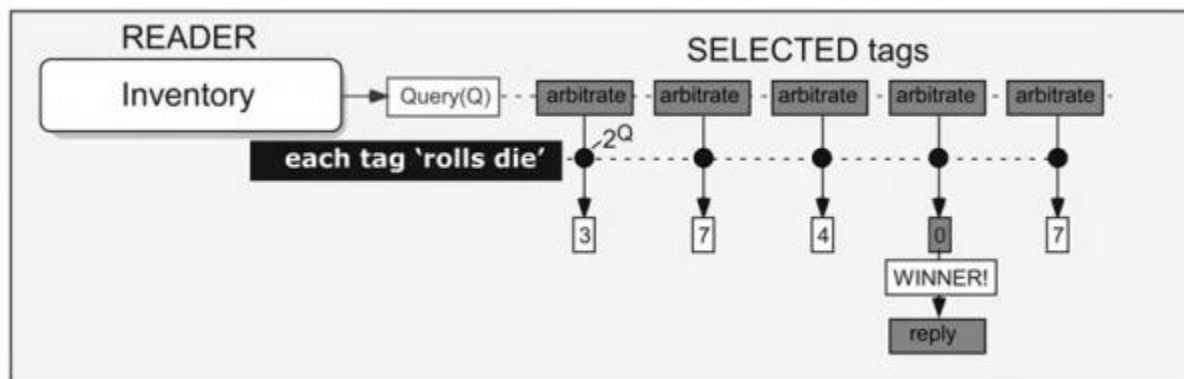 READER
SELECTED tags
Inventory
Query(Q)
arbitrate
arbitrate
arbitrate
arbitrate
arbitrate
2^Q
each tag ‘rolls die’
3
7
4
0
7
WINNER!
reply